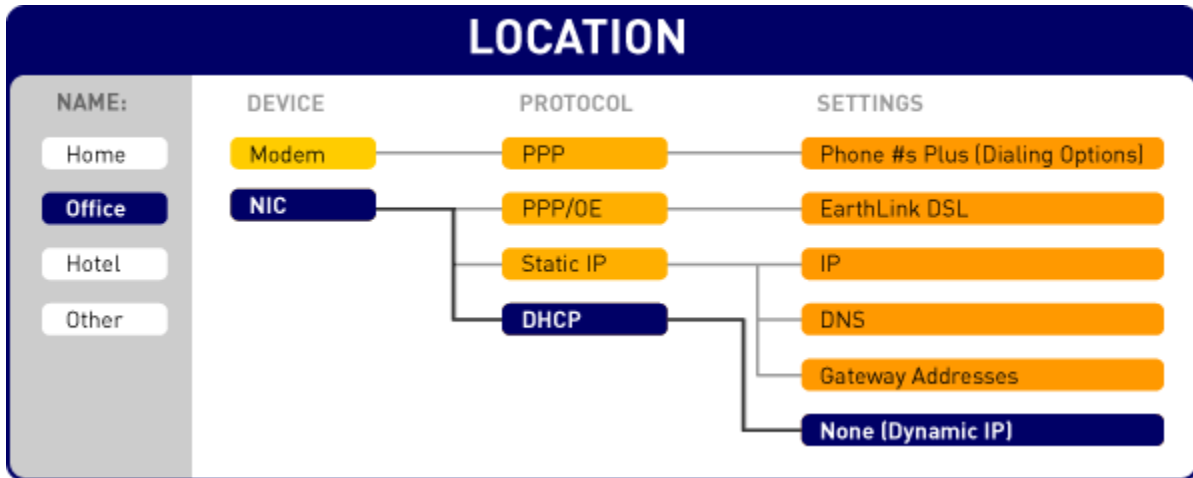 LOCATION
NAME:
DEVICE
PROTOCOL
SETTINGS
Home
Modem
PPP
Phone #s Plus (Dialing Options)
Office
NIC
PPP/OE
EarthLink DSL
Hotel
Static IP
IP
Other
DHCP
DNS
Gateway Addresses
None (Dynamic IP)